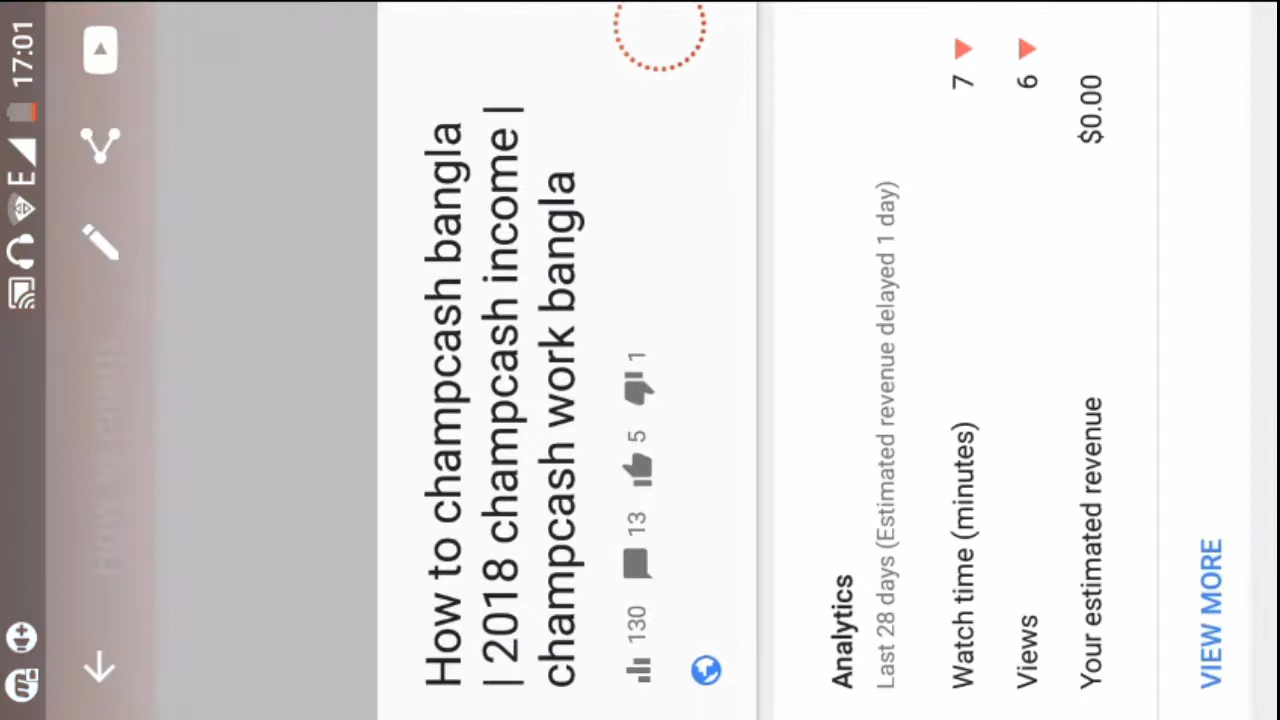 17:01
E
How to champcash bangla
| 2018 champcash income |
champcash work bangla
130 13 5 1
Analytics
Last 28 days (Estimated revenue delayed 1 day)
Watch time (minutes) 7
Views 6
Your estimated revenue $0.00
VIEW MORE